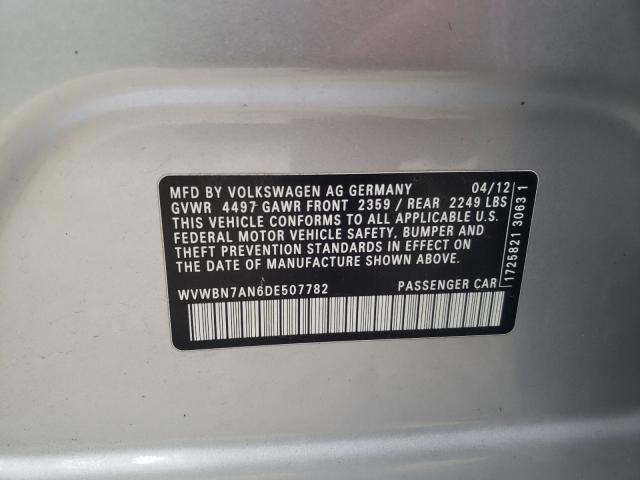 MFD BY VOLKSWAGEN AG GERMANY 04/12
GVWR 4497 GAWR FRONT 2359 / REAR 2249 LBS
THIS VEHICLE CONFORMS TO ALL APPLICABLE U.S.
FEDERAL MOTOR VEHICLE SAFETY, BUMPER AND
THEFT PREVENTION STANDARDS IN EFFECT ON THE
DATE OF MANUFACTURE SHOWN ABOVE.
WVWBN7AN6DE507782 PASSENGER CAR
1725821 3063 1